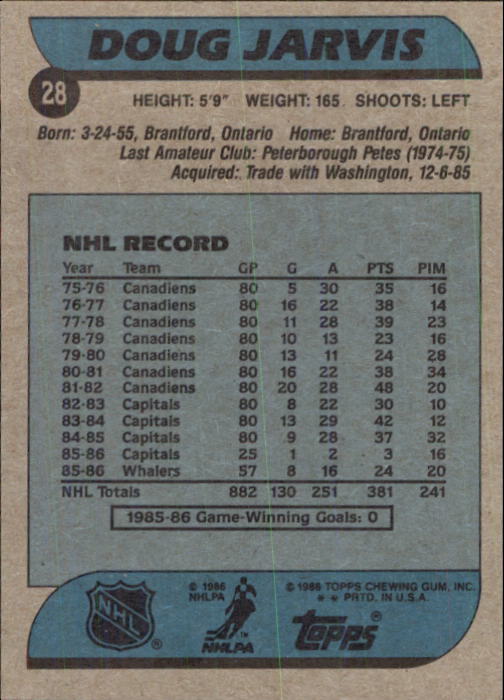 DOUG JARVIS
28
HEIGHT: 5'9" WEIGHT: 165 SHOOTS: LEFT
Born: 3-24-55, Brantford, Ontario Home: Brantford, Ontario
Last Amateur Club: Peterborough Petes (1974-75)
Acquired: Trade with Washington, 12-6-85
NHL RECORD
Year Team GP G A PTS PIM
75-76 Canadiens 80 5 30 35 16
76-77 Canadiens 80 16 22 38 14
77-78 Canadiens 80 11 28 39 23
78-79 Canadiens 80 10 13 23 16
79-80 Canadiens 80 13 11 24 28
80-81 Canadiens 80 16 22 38 34
81-82 Canadiens 80 20 28 48 20
82-83 Capitals 80 8 22 30 10
83-84 Capitals 80 13 29 42 12
84-85 Capitals 80 9 28 37 32
85-86 Capitals 25 1 2 3 16
85-86 Whalers 57 8 16 24 20
NHL Totals 882 130 251 381 241
1985-86 Game-Winning Goals: 0
© 1986 NHLPA
© 1986 TOPPS CHEWING GUM, INC.
** PRTD. IN U.S.A.
NHL ®
NHLPA TM
topps ®